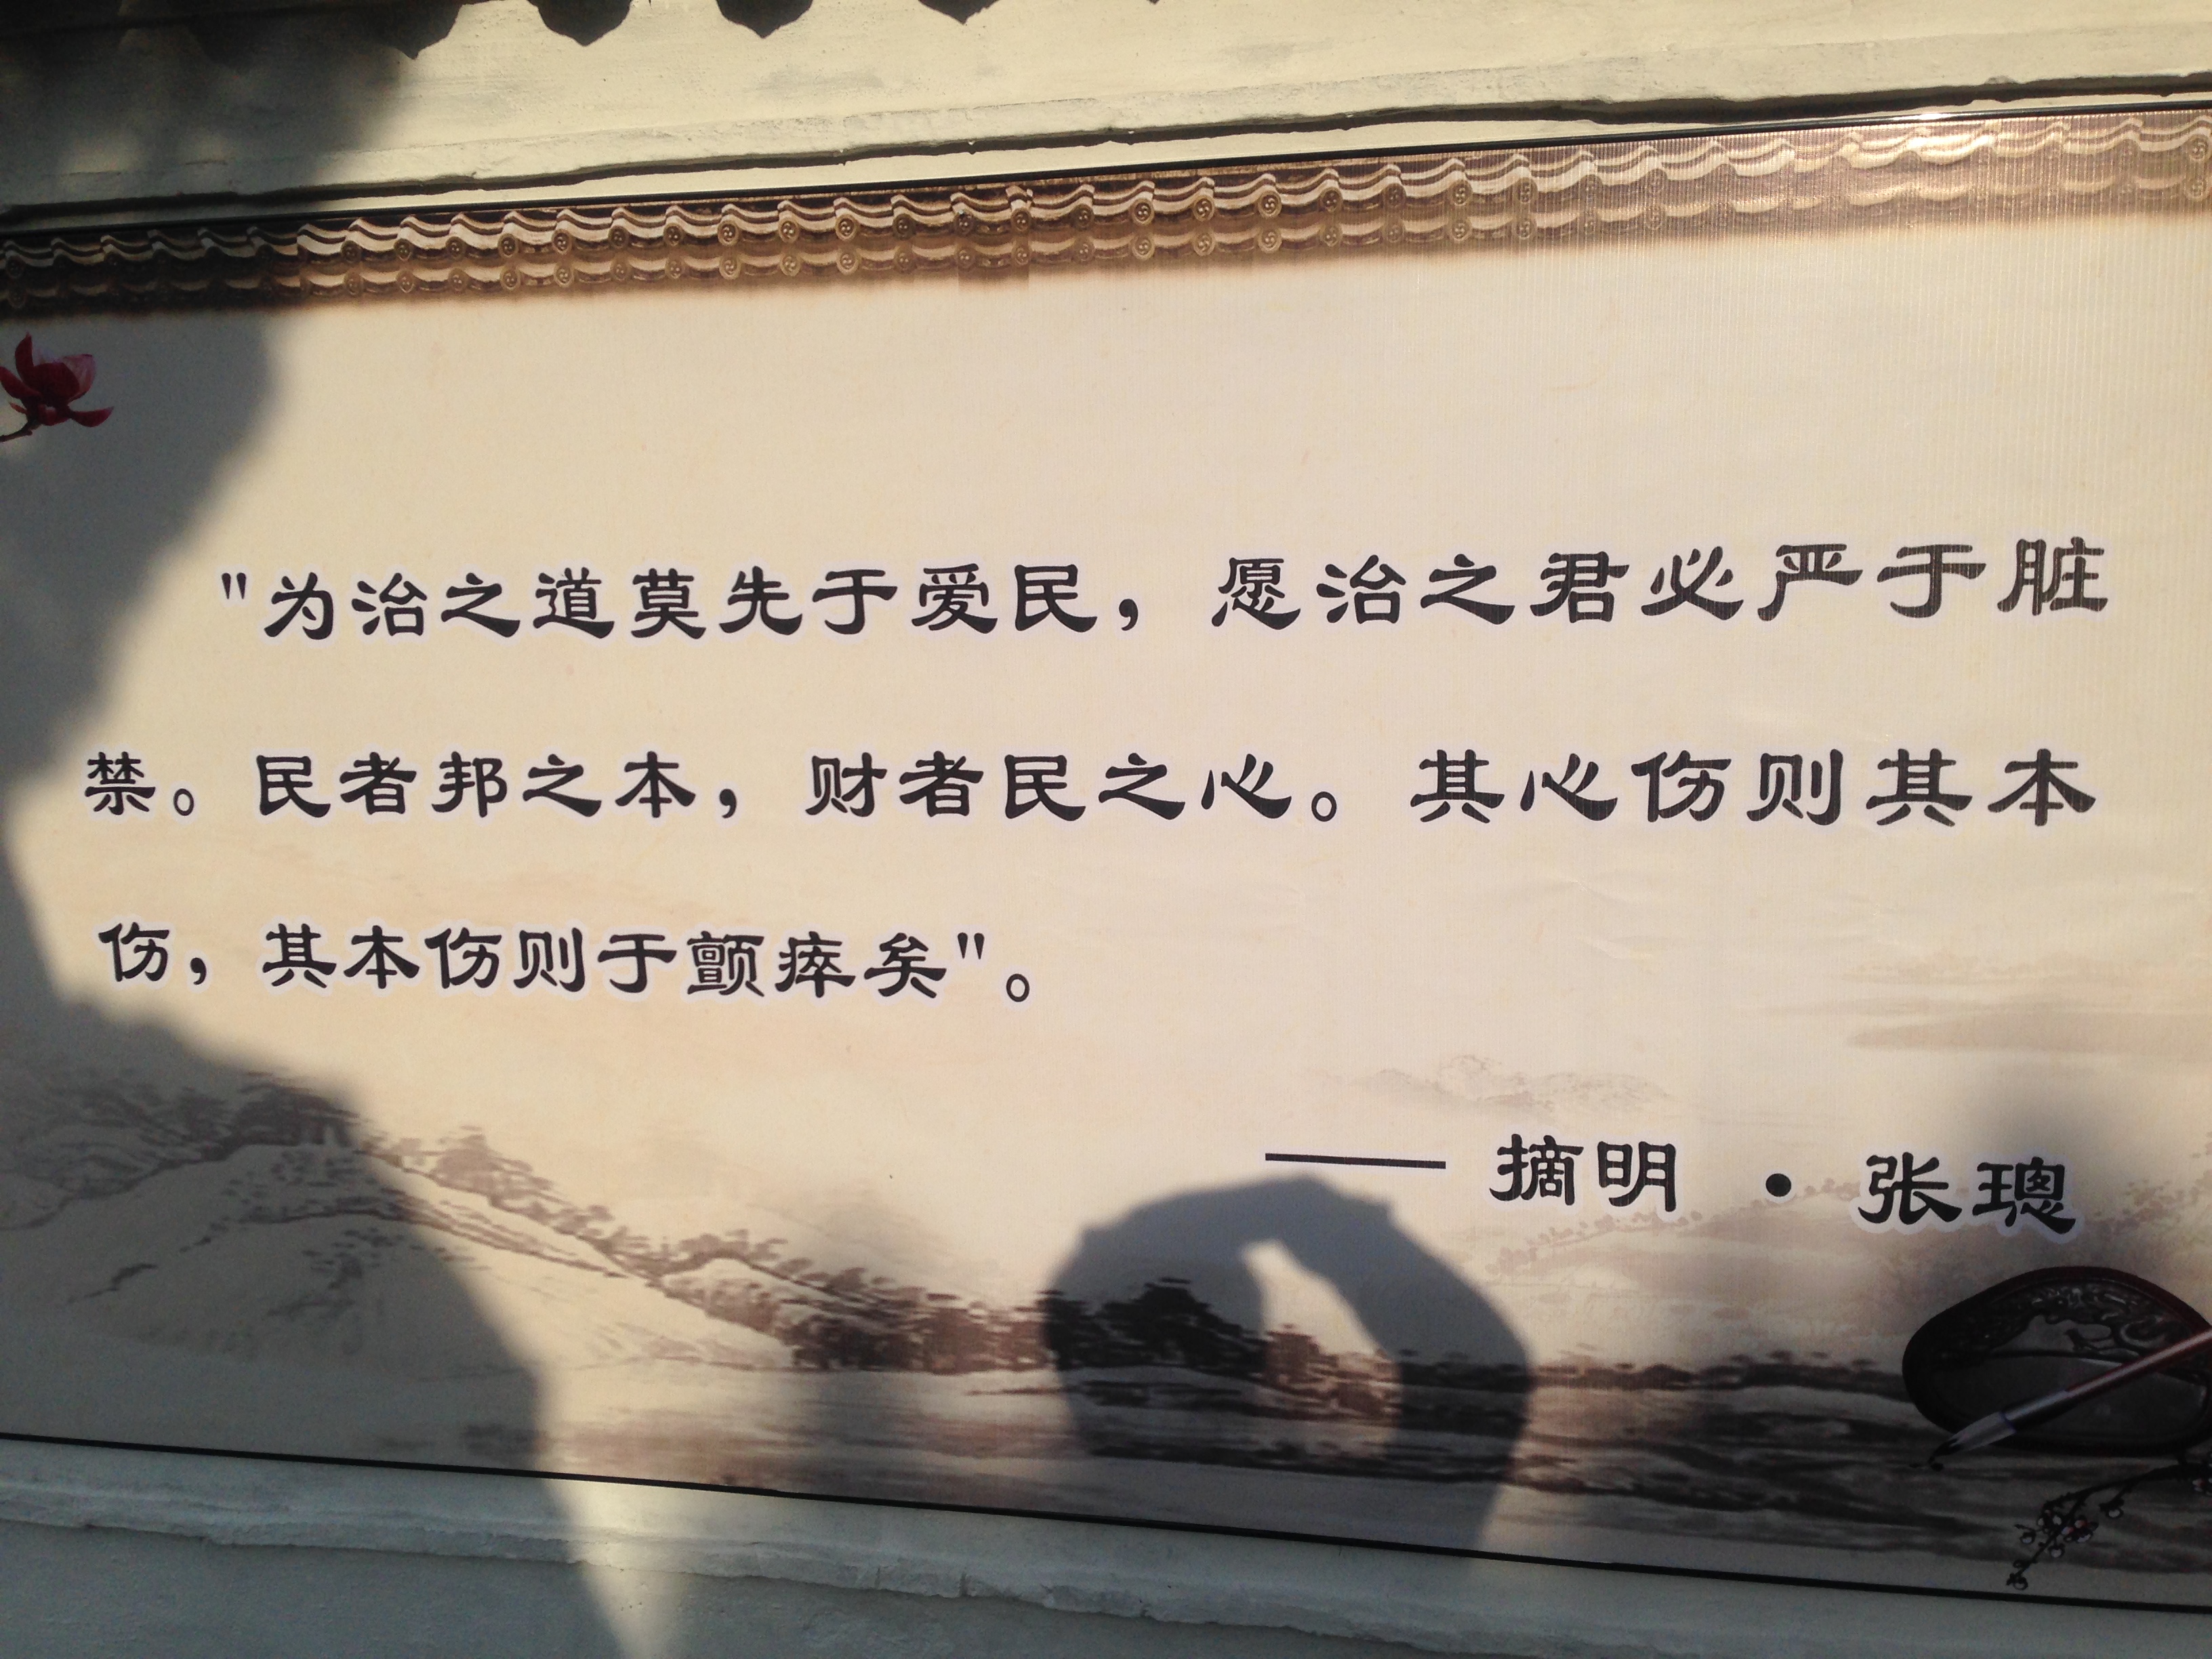 "为治之道莫先于爱民，愿治之君必严于脏
禁。民者邦之本，财者民之心。其心伤则其本
伤，其本伤则于颤瘁矣"。
—— 摘明 · 张璁